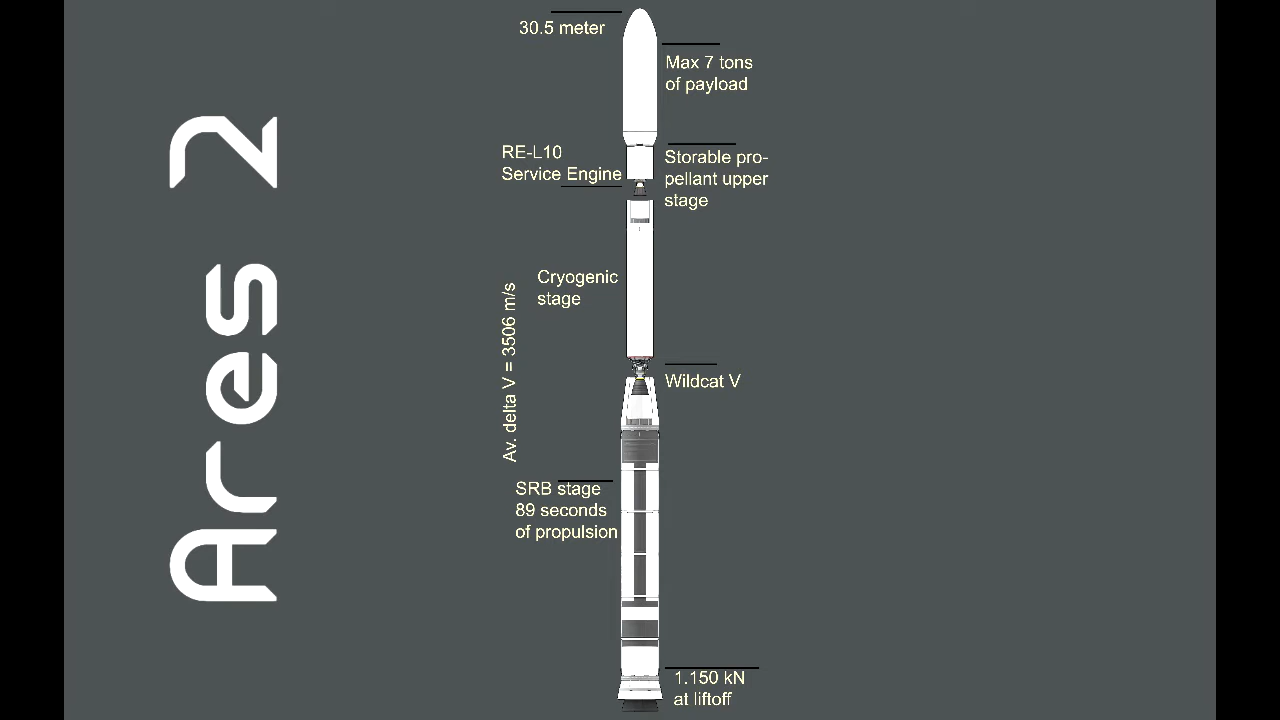 Ares 2
30.5 meter
Max 7 tons
of payload
RE-L10
Service Engine
Storable pro-
pellant upper
stage
Cryogenic
stage
Av. delta V = 3506 m/s
Wildcat V
SRB stage
89 seconds
of propulsion
1.150 kN
at liftoff